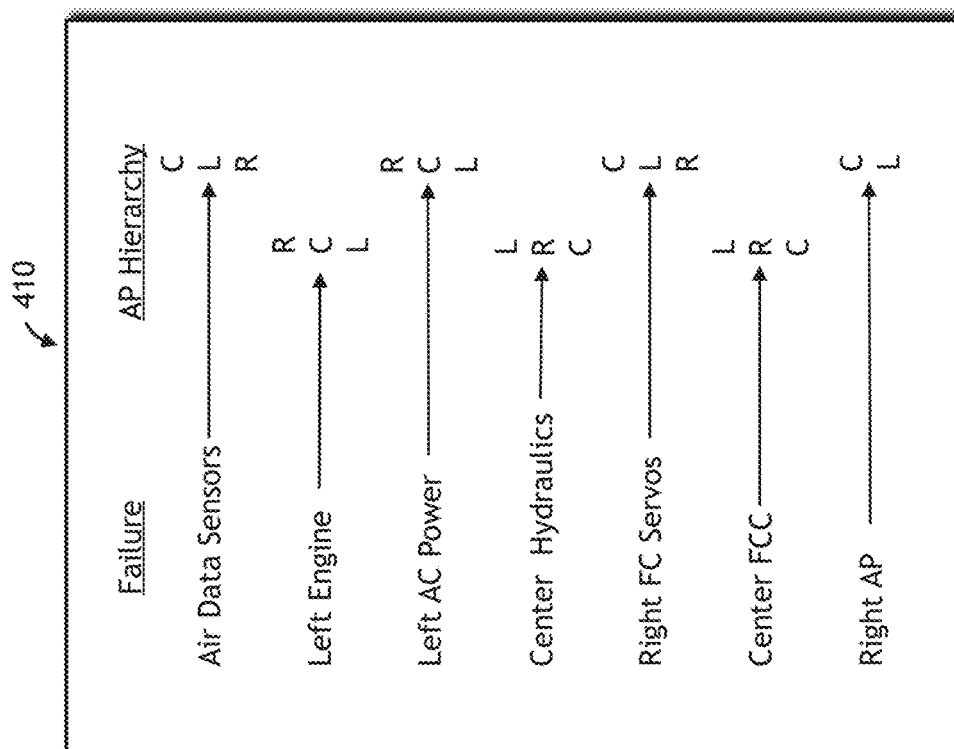 410
Failure
AP Hierarchy
Air Data Sensors
C
L
R
Left Engine
R
C
L
Left AC Power
R
C
L
Center Hydraulics
L
R
C
Right FC Servos
C
L
R
Center FCC
L
R
C
Right AP
C
L